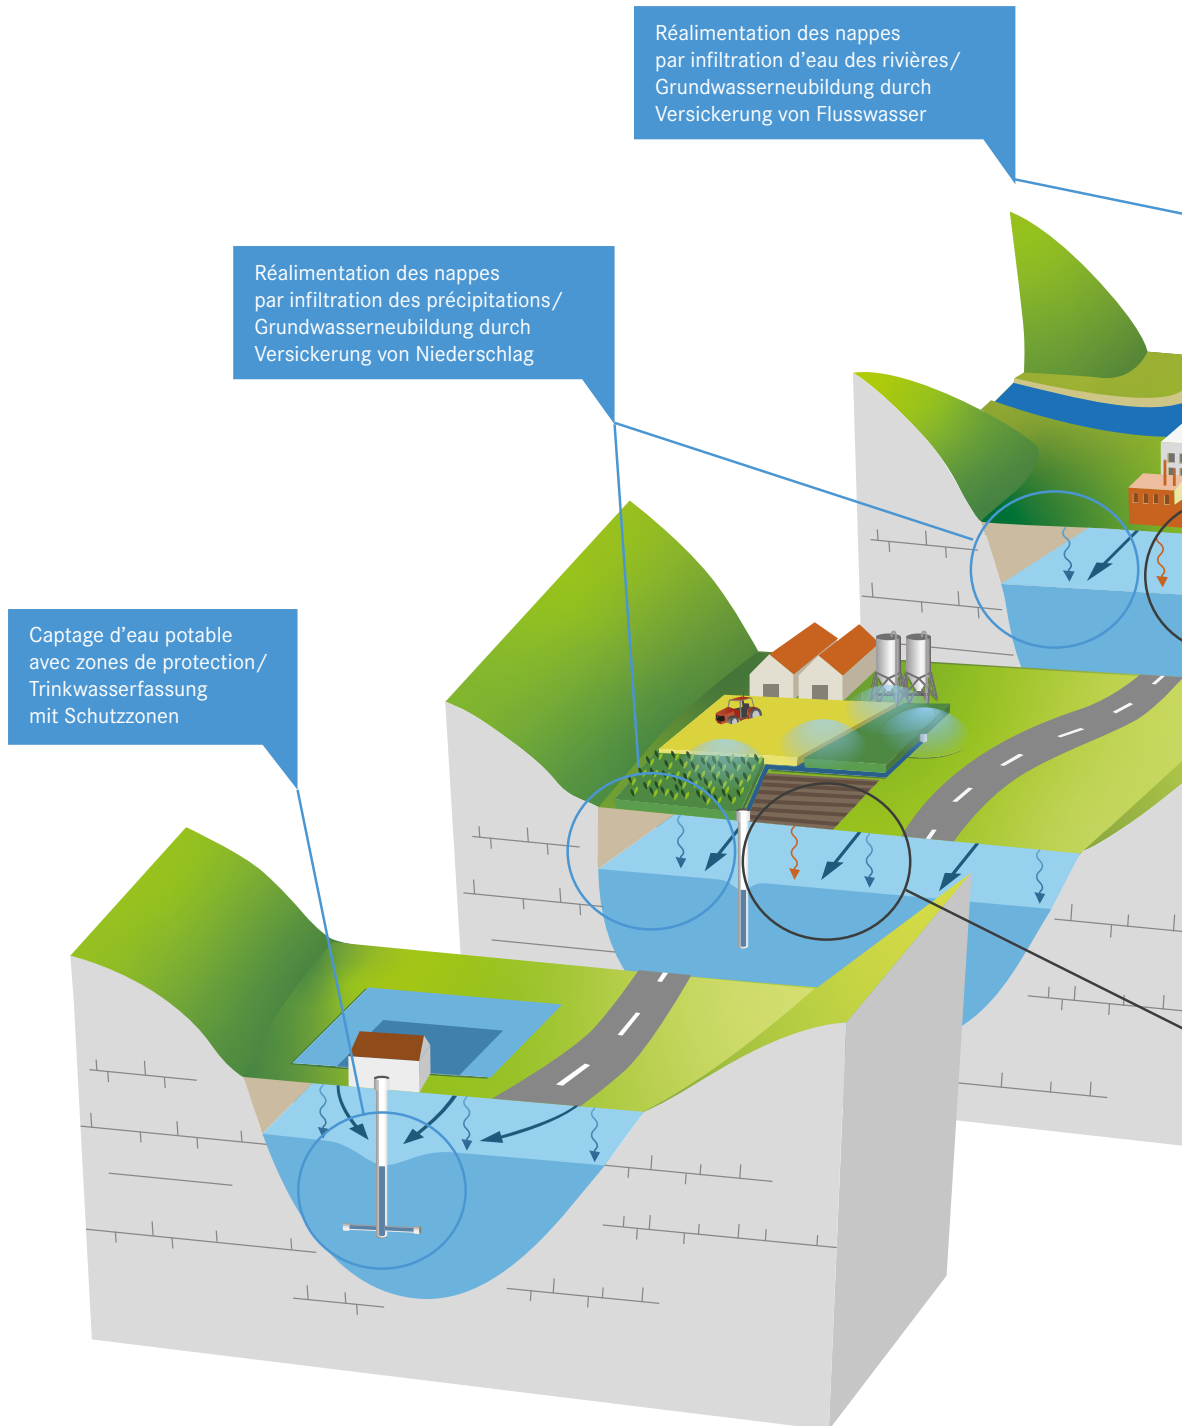 Réalimentation des nappes
par infiltration d'eau des rivières/
Grundwasserneubildung durch
Versickerung von Flusswasser
Réalimentation des nappes
par infiltration des précipitations/
Grundwasserneubildung durch
Versickerung von Niederschlag
Captage d'eau potable
avec zones de protection/
Trinkwasserfassung
mit Schutzzonen